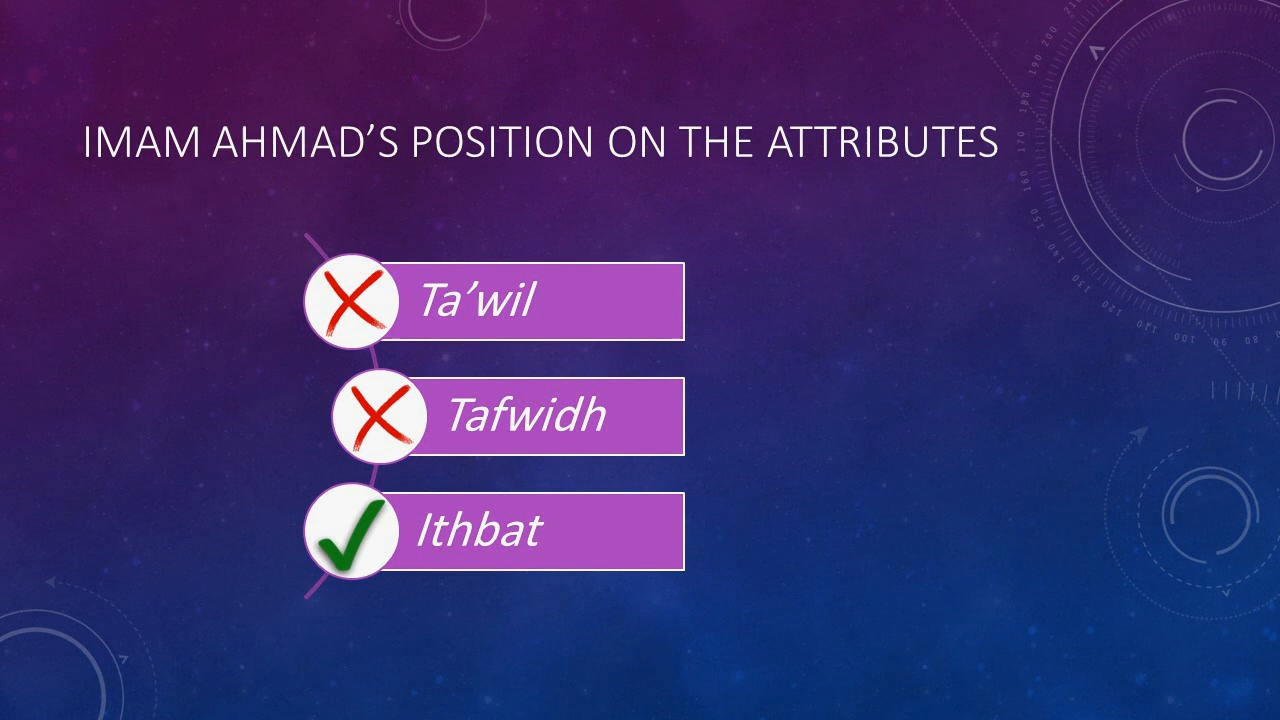 IMAM AHMAD’S POSITION ON THE ATTRIBUTES
Ta’wil
Tafwidh
Ithbat